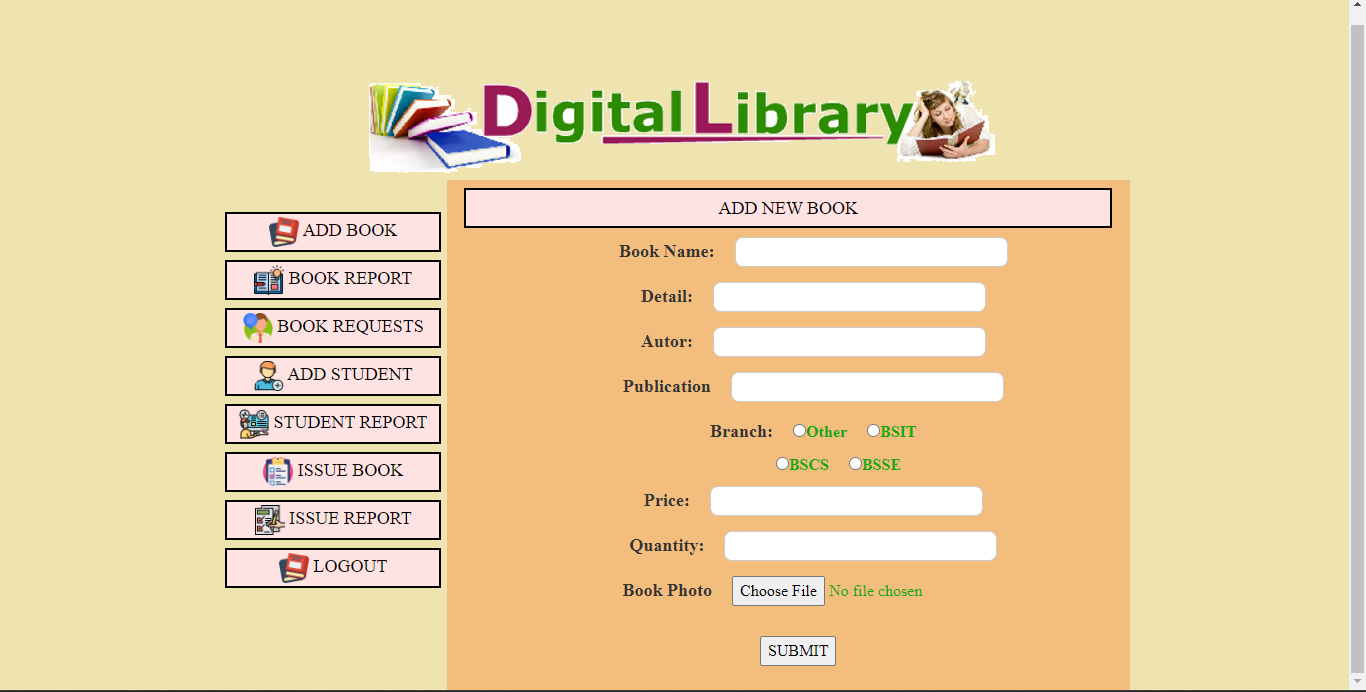 Digital Library
ADD BOOK
BOOK REPORT
BOOK REQUESTS
ADD STUDENT
STUDENT REPORT
ISSUE BOOK
ISSUE REPORT
LOGOUT
ADD NEW BOOK
Book Name:
Detail:
Autor:
Publication
Branch: Other BSIT
BSCS BSSE
Price:
Quantity:
Book Photo Choose File No file chosen
SUBMIT